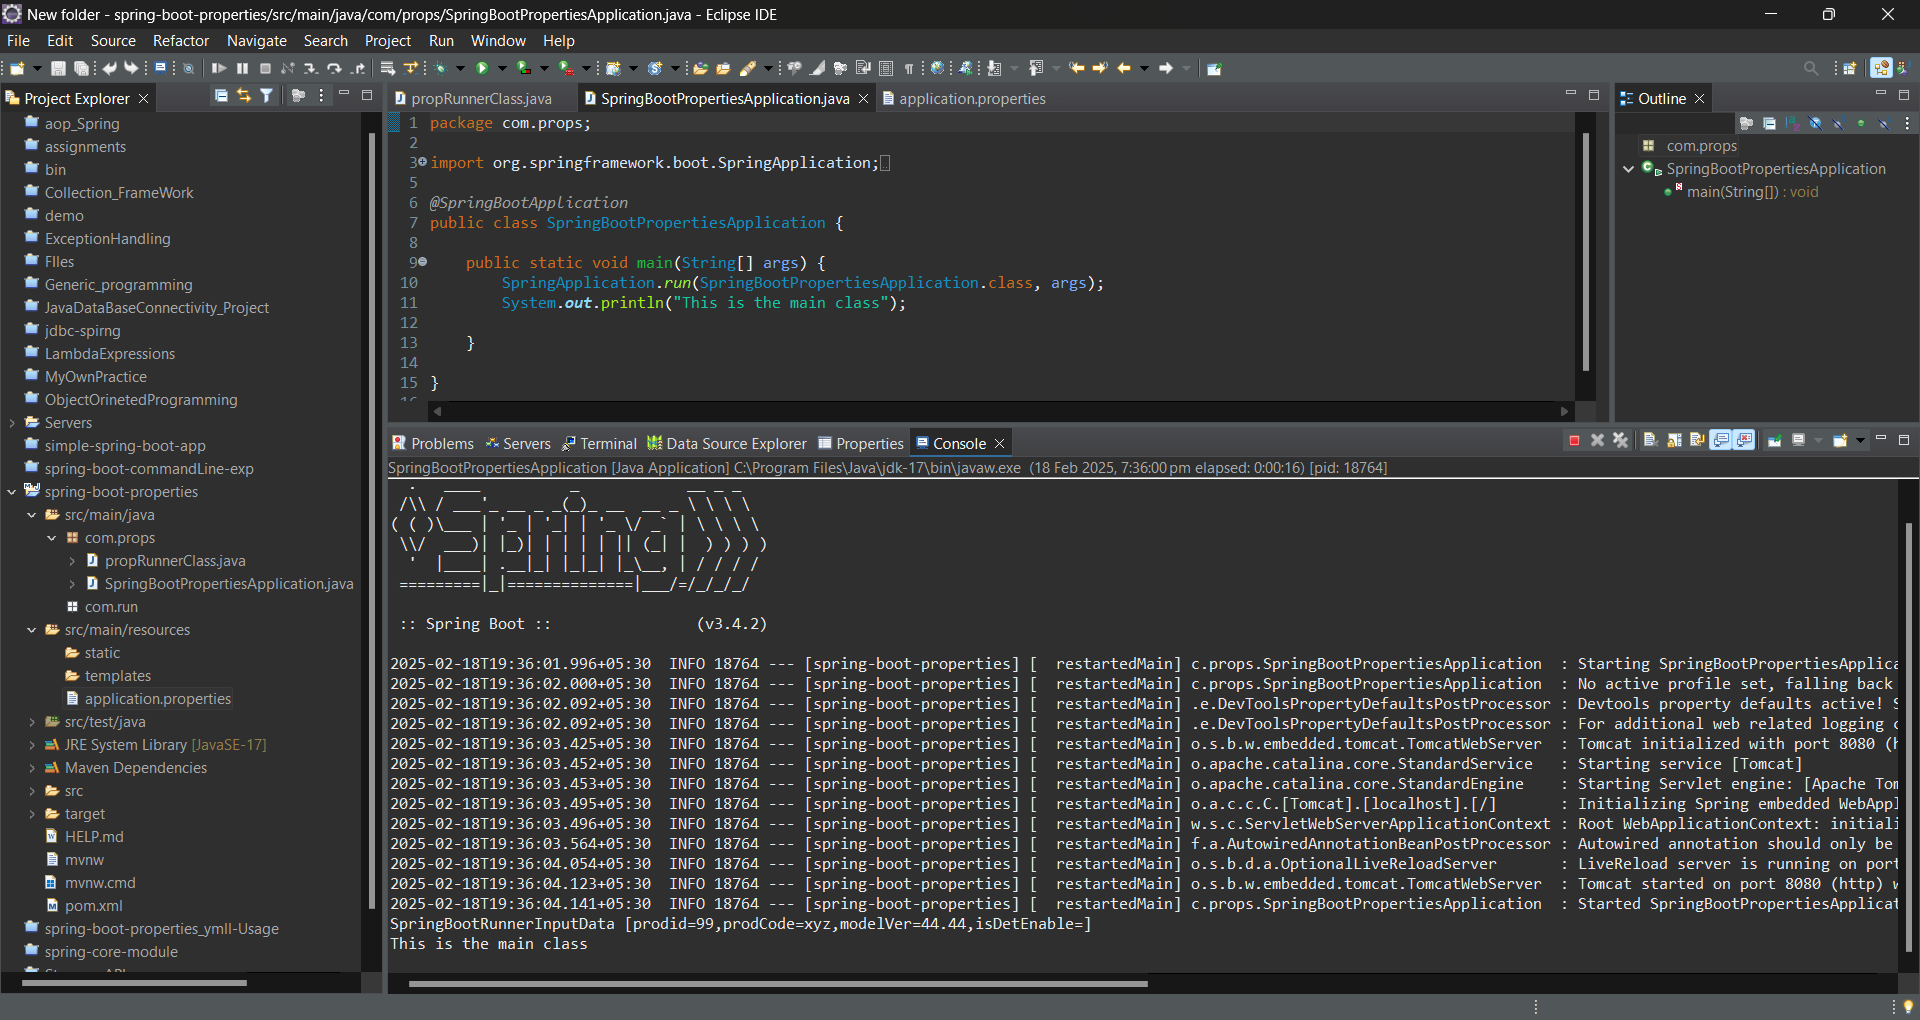 New folder - spring-boot-properties/src/main/java/com/props/SpringBootPropertiesApplication.java - Eclipse IDE
File Edit Source Refactor Navigate Search Project Run Window Help
Project Explorer
aop_Spring
assignments
bin
Collection_FrameWork
demo
ExceptionHandling
FIles
Generic_programming
JavaDataBaseConnectivity_Project
jdbc-spirng
LambdaExpressions
MyOwnPractice
ObjectOrinetedProgramming
Servers
simple-spring-boot-app
spring-boot-commandLine-exp
spring-boot-properties
src/main/java
com.props
propRunnerClass.java
SpringBootPropertiesApplication.java
com.run
src/main/resources
static
templates
application.properties
src/test/java
JRE System Library [JavaSE-17]
Maven Dependencies
src
target
HELP.md
mvnw
mvnw.cmd
pom.xml
spring-boot-properties_ymll-Usage
spring-core-module
propRunnerClass.java SpringBootPropertiesApplication.java application.properties
1 package com.props;
2
3 import org.springframework.boot.SpringApplication;
5
6 @SpringBootApplication
7 public class SpringBootPropertiesApplication {
8
9 public static void main(String[] args) {
10 SpringApplication.run(SpringBootPropertiesApplication.class, args);
11 System.out.println("This is the main class");
12
13 }
14
15 }
Outline
com.props
SpringBootPropertiesApplication
main(String[]) : void
Problems Servers Terminal Data Source Explorer Properties Console
SpringBootPropertiesApplication [Java Application] C:\Program Files\Java\jdk-17\bin\javaw.exe (18 Feb 2025, 7:36:00 pm elapsed: 0:00:16) [pid: 18764]
Spring
:: Spring Boot :: (v3.4.2)
2025-02-18T19:36:01.996+05:30 INFO 18764 --- [spring-boot-properties] [ restartedMain] c.props.SpringBootPropertiesApplication : Starting SpringBootPropertiesApplica
2025-02-18T19:36:02.000+05:30 INFO 18764 --- [spring-boot-properties] [ restartedMain] c.props.SpringBootPropertiesApplication : No active profile set, falling back
2025-02-18T19:36:02.092+05:30 INFO 18764 --- [spring-boot-properties] [ restartedMain] .e.DevToolsPropertyDefaultsPostProcessor : Devtools property defaults active!
2025-02-18T19:36:02.092+05:30 INFO 18764 --- [spring-boot-properties] [ restartedMain] .e.DevToolsPropertyDefaultsPostProcessor : For additional web related logging
2025-02-18T19:36:03.425+05:30 INFO 18764 --- [spring-boot-properties] [ restartedMain] o.s.b.w.embedded.tomcat.TomcatWebServer : Tomcat initialized with port 8080 (
2025-02-18T19:36:03.452+05:30 INFO 18764 --- [spring-boot-properties] [ restartedMain] o.apache.catalina.core.StandardService : Starting service [Tomcat]
2025-02-18T19:36:03.453+05:30 INFO 18764 --- [spring-boot-properties] [ restartedMain] o.apache.catalina.core.StandardEngine : Starting Servlet engine: [Apache Tom
2025-02-18T19:36:03.495+05:30 INFO 18764 --- [spring-boot-properties] [ restartedMain] o.a.c.c.C.[Tomcat].[localhost].[/] : Initializing Spring embedded WebAppl
2025-02-18T19:36:03.496+05:30 INFO 18764 --- [spring-boot-properties] [ restartedMain] w.s.c.ServletWebServerApplicationContext : Root WebApplicationContext: initiali
2025-02-18T19:36:03.564+05:30 INFO 18764 --- [spring-boot-properties] [ restartedMain] f.a.AutowiredAnnotationBeanPostProcessor : Autowired annotation should only be
2025-02-18T19:36:04.054+05:30 INFO 18764 --- [spring-boot-properties] [ restartedMain] o.s.b.d.a.OptionalLiveReloadServer : LiveReload server is running on port
2025-02-18T19:36:04.123+05:30 INFO 18764 --- [spring-boot-properties] [ restartedMain] o.s.b.w.embedded.tomcat.TomcatWebServer : Tomcat started on port 8080 (http) w
2025-02-18T19:36:04.141+05:30 INFO 18764 --- [spring-boot-properties] [ restartedMain] c.props.SpringBootPropertiesApplication : Started SpringBootPropertiesApplicat
SpringBootRunnerInputData [prodid=99,prodCode=xyz,modelVer=44.44,isDetEnable=]
This is the main class